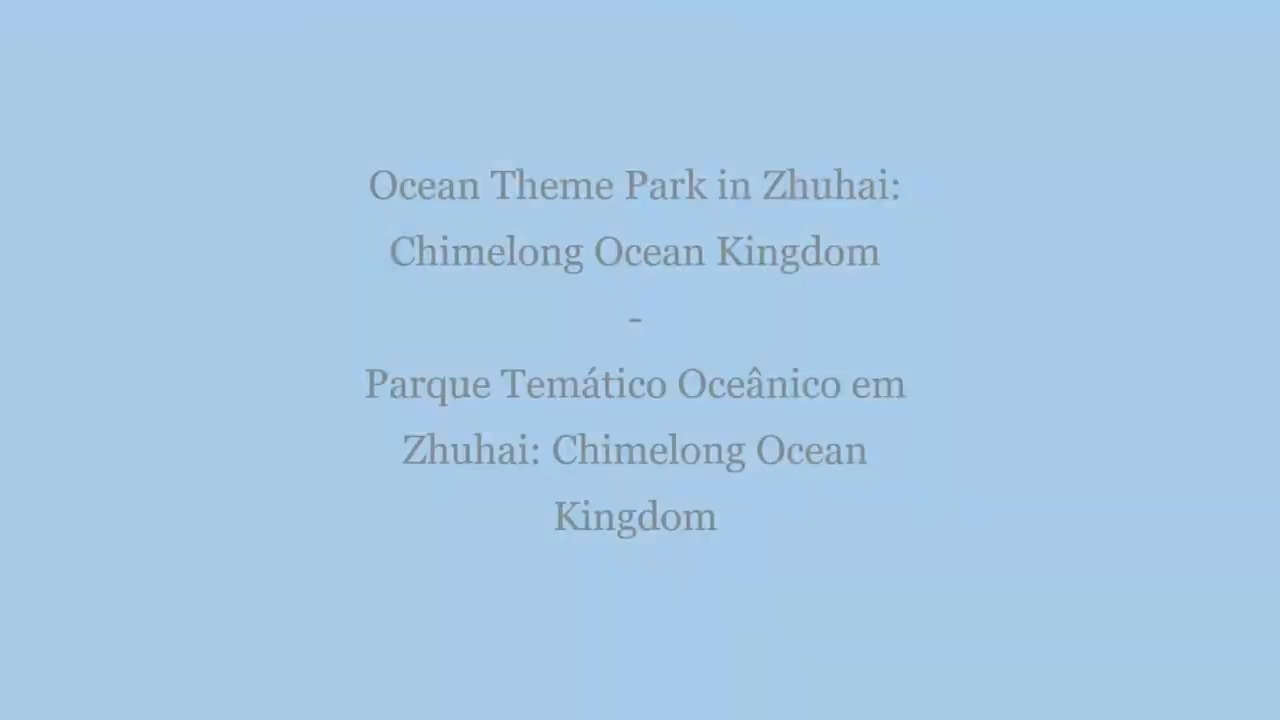 Ocean Theme Park in Zhuhai:
Chimelong Ocean Kingdom
-
Parque Temático Oceânico em
Zhuhai: Chimelong Ocean
Kingdom